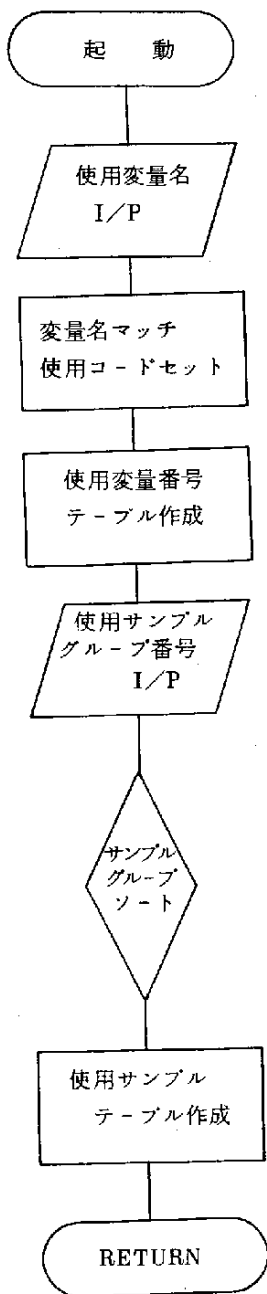 起 動
使用変量名
I/P
変量名マッチ
使用コードセット
使用変量番号
テーブル作成
使用サンプル
グループ番号
I/P
サンプル
グループ
ソート
使用サンプル
テーブル作成
RETURN